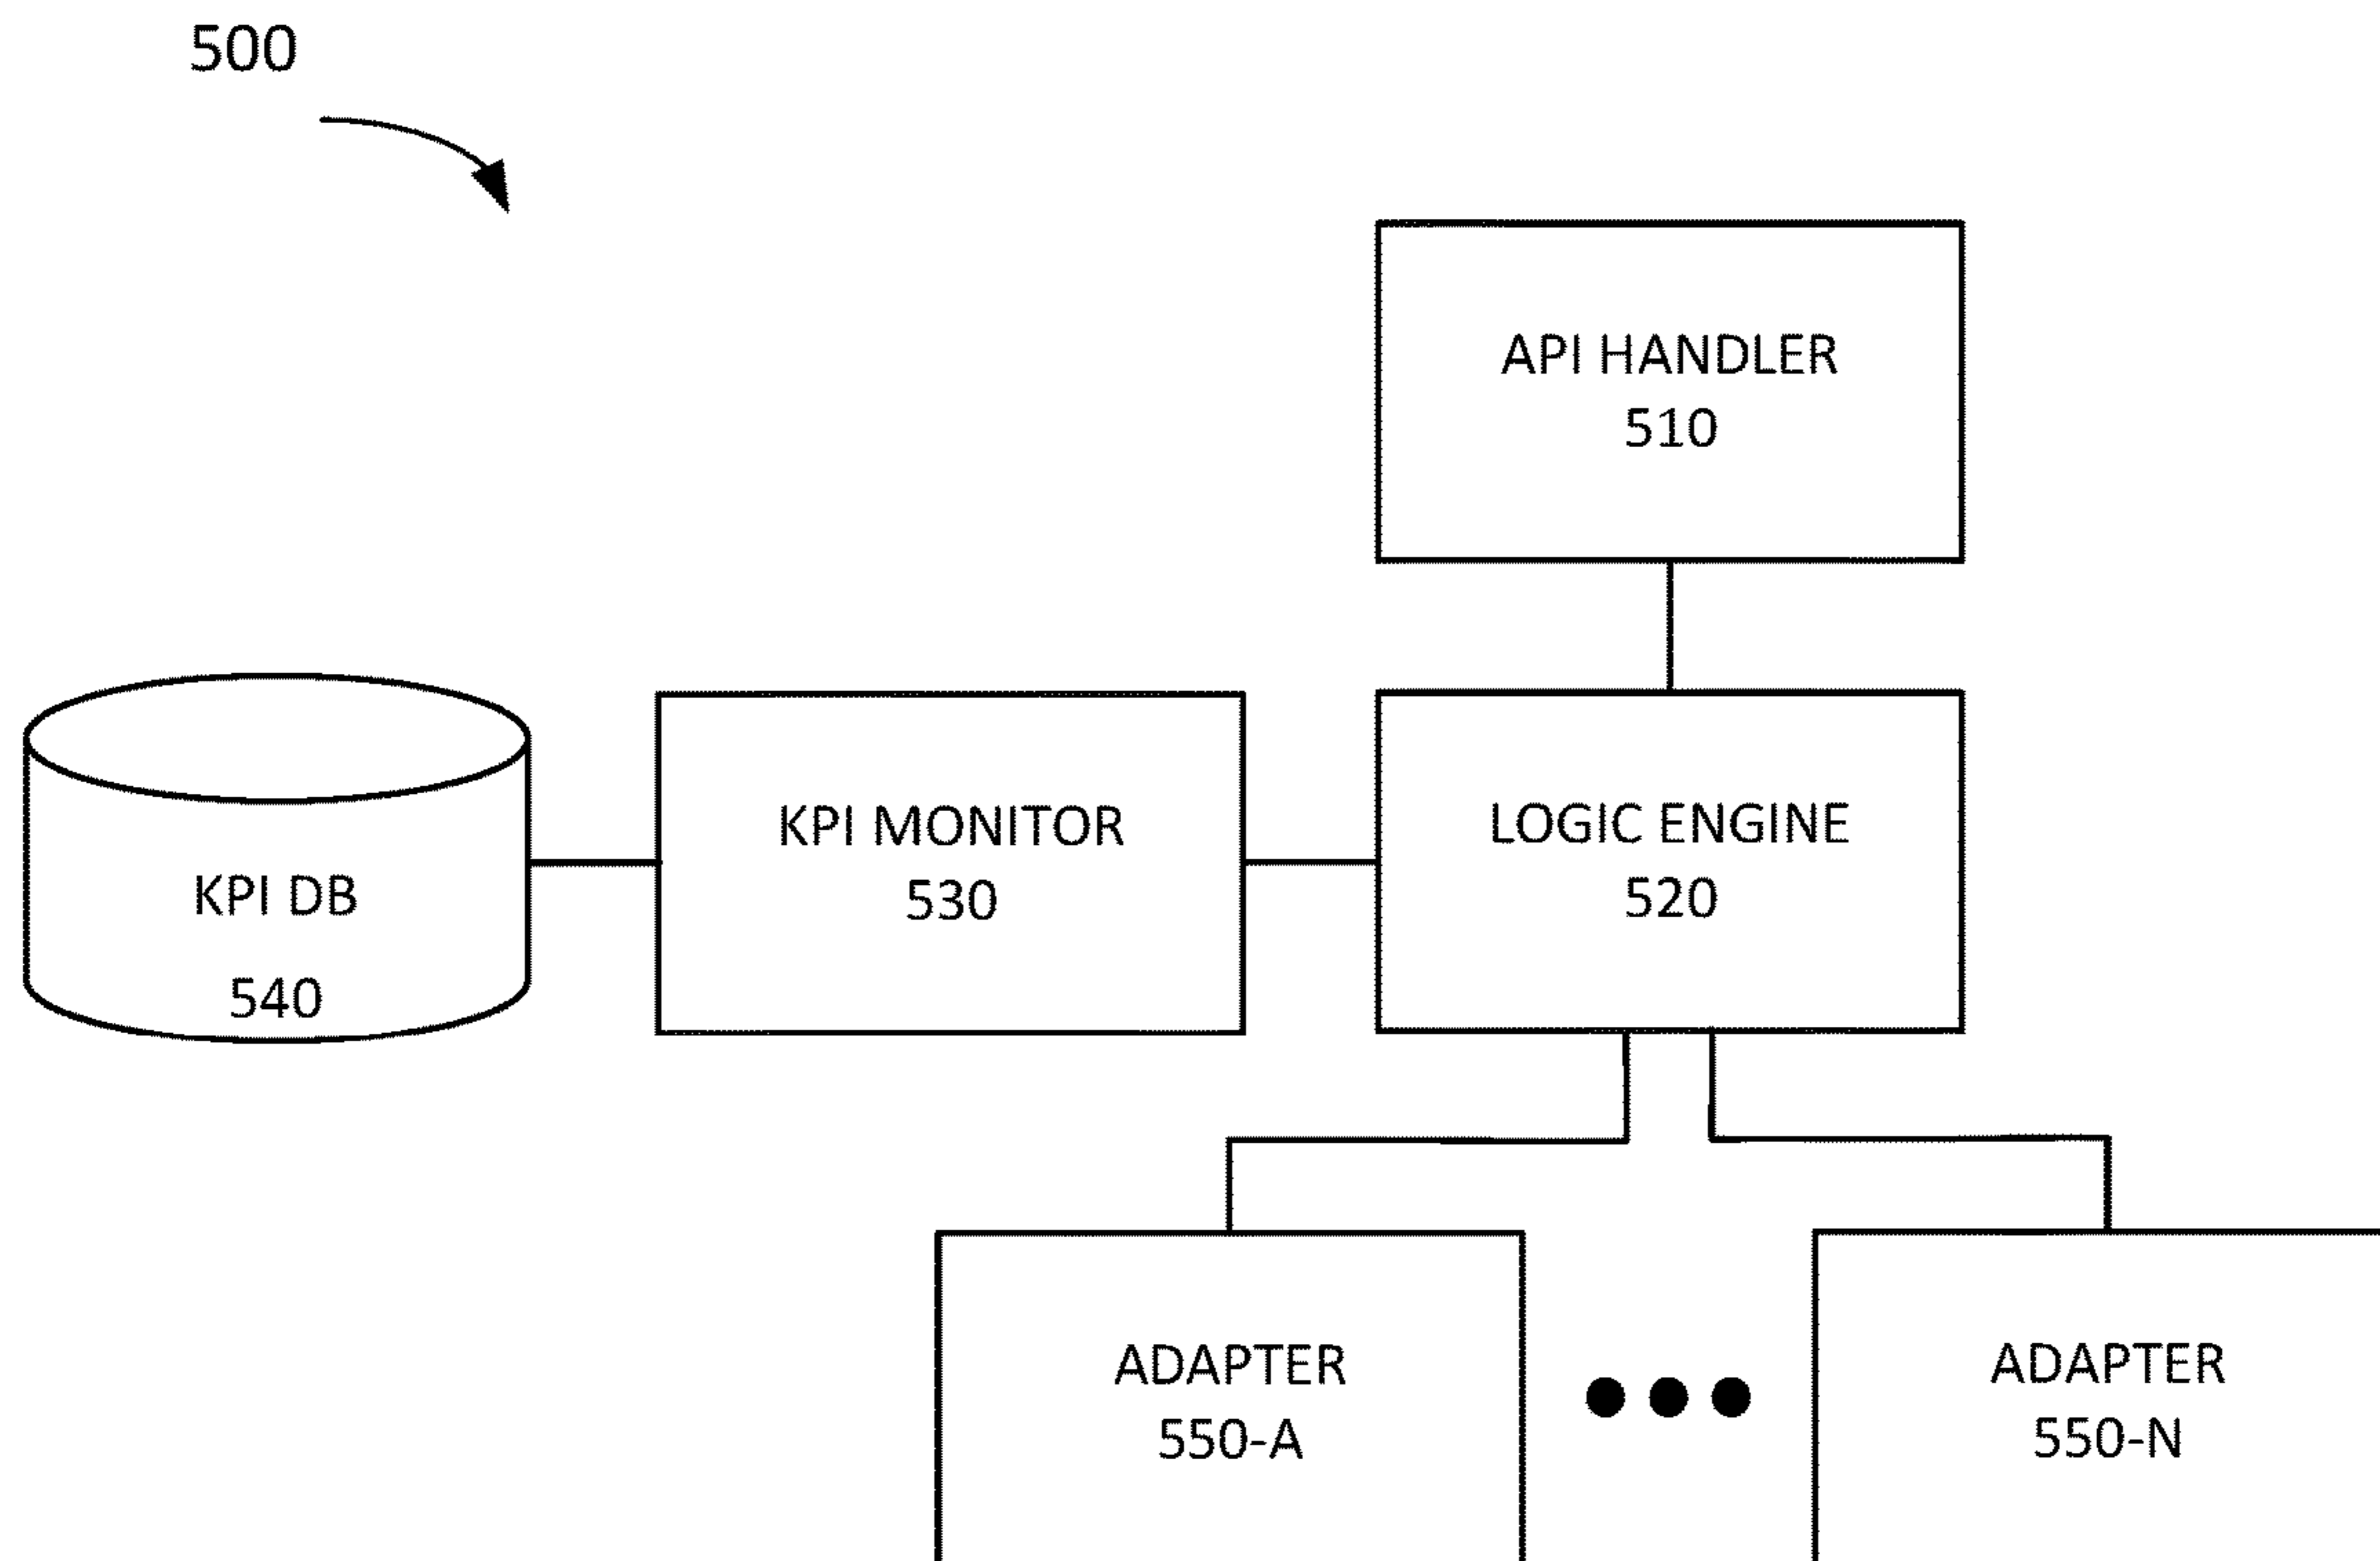 500
API HANDLER
510
KPI DB
540
KPI MONITOR
530
LOGIC ENGINE
520
ADAPTER
550-A
ADAPTER
550-N